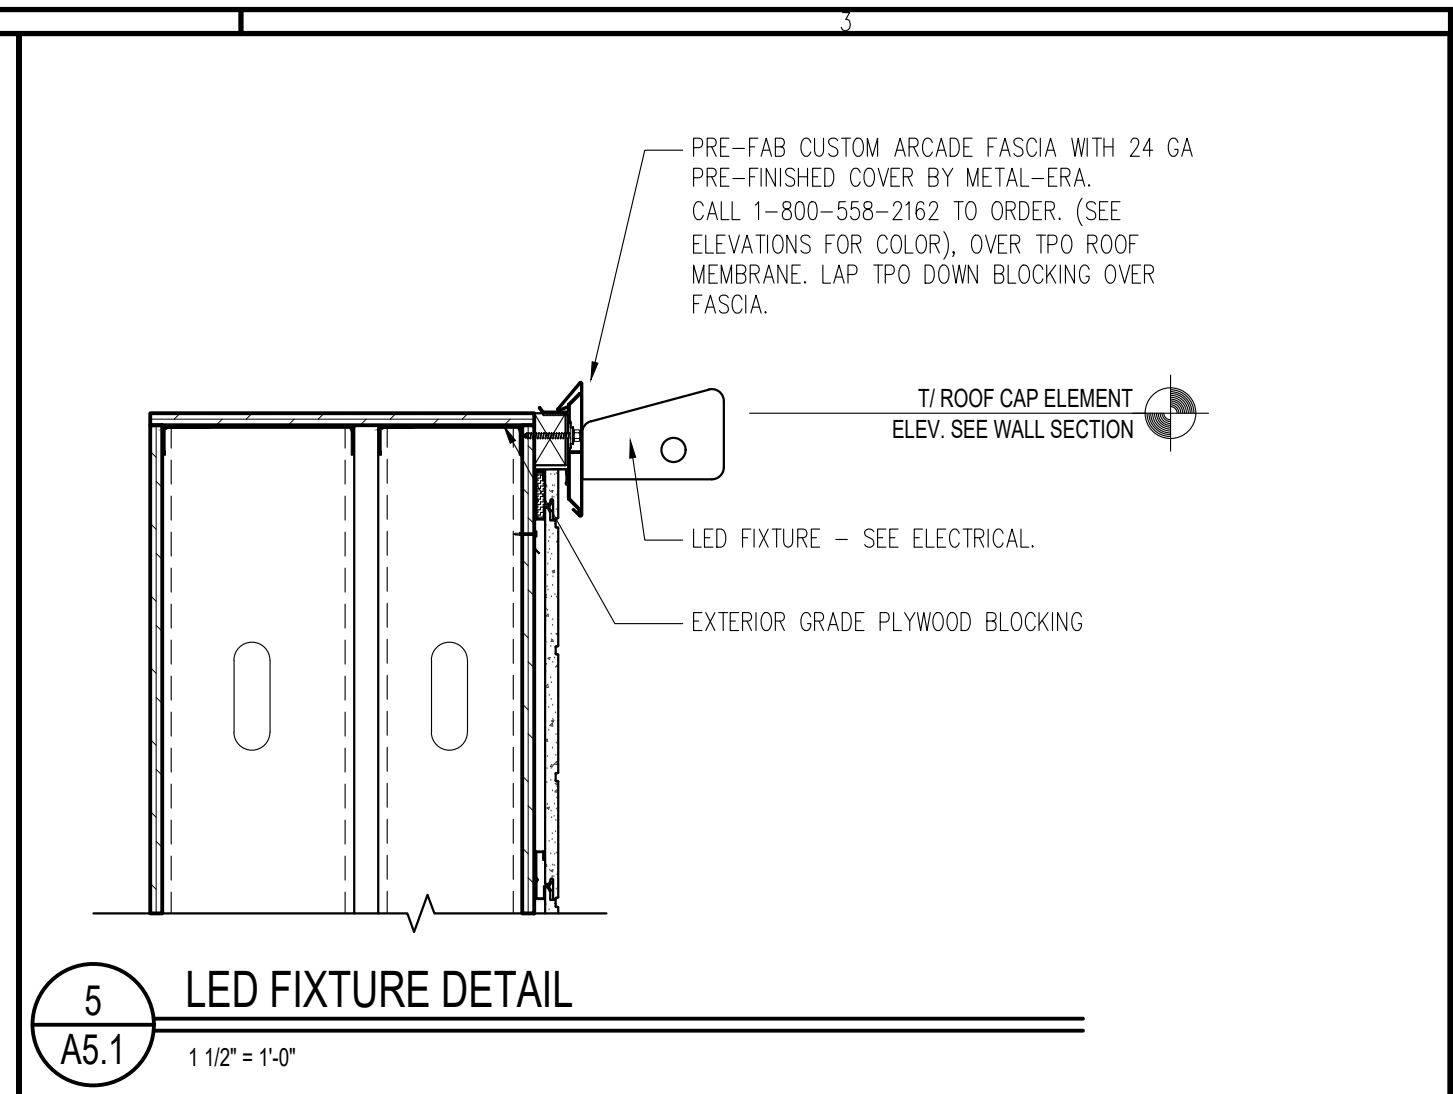 3
PRE–FAB CUSTOM ARCADE FASCIA WITH 24 GA
PRE–FINISHED COVER BY METAL–ERA.
CALL 1–800–558–2162 TO ORDER. (SEE
ELEVATIONS FOR COLOR), OVER TPO ROOF
MEMBRANE. LAP TPO DOWN BLOCKING OVER
FASCIA.
T/ ROOF CAP ELEMENT
ELEV. SEE WALL SECTION
LED FIXTURE – SEE ELECTRICAL.
EXTERIOR GRADE PLYWOOD BLOCKING
5
A5.1
LED FIXTURE DETAIL
1 1/2" = 1'-0"